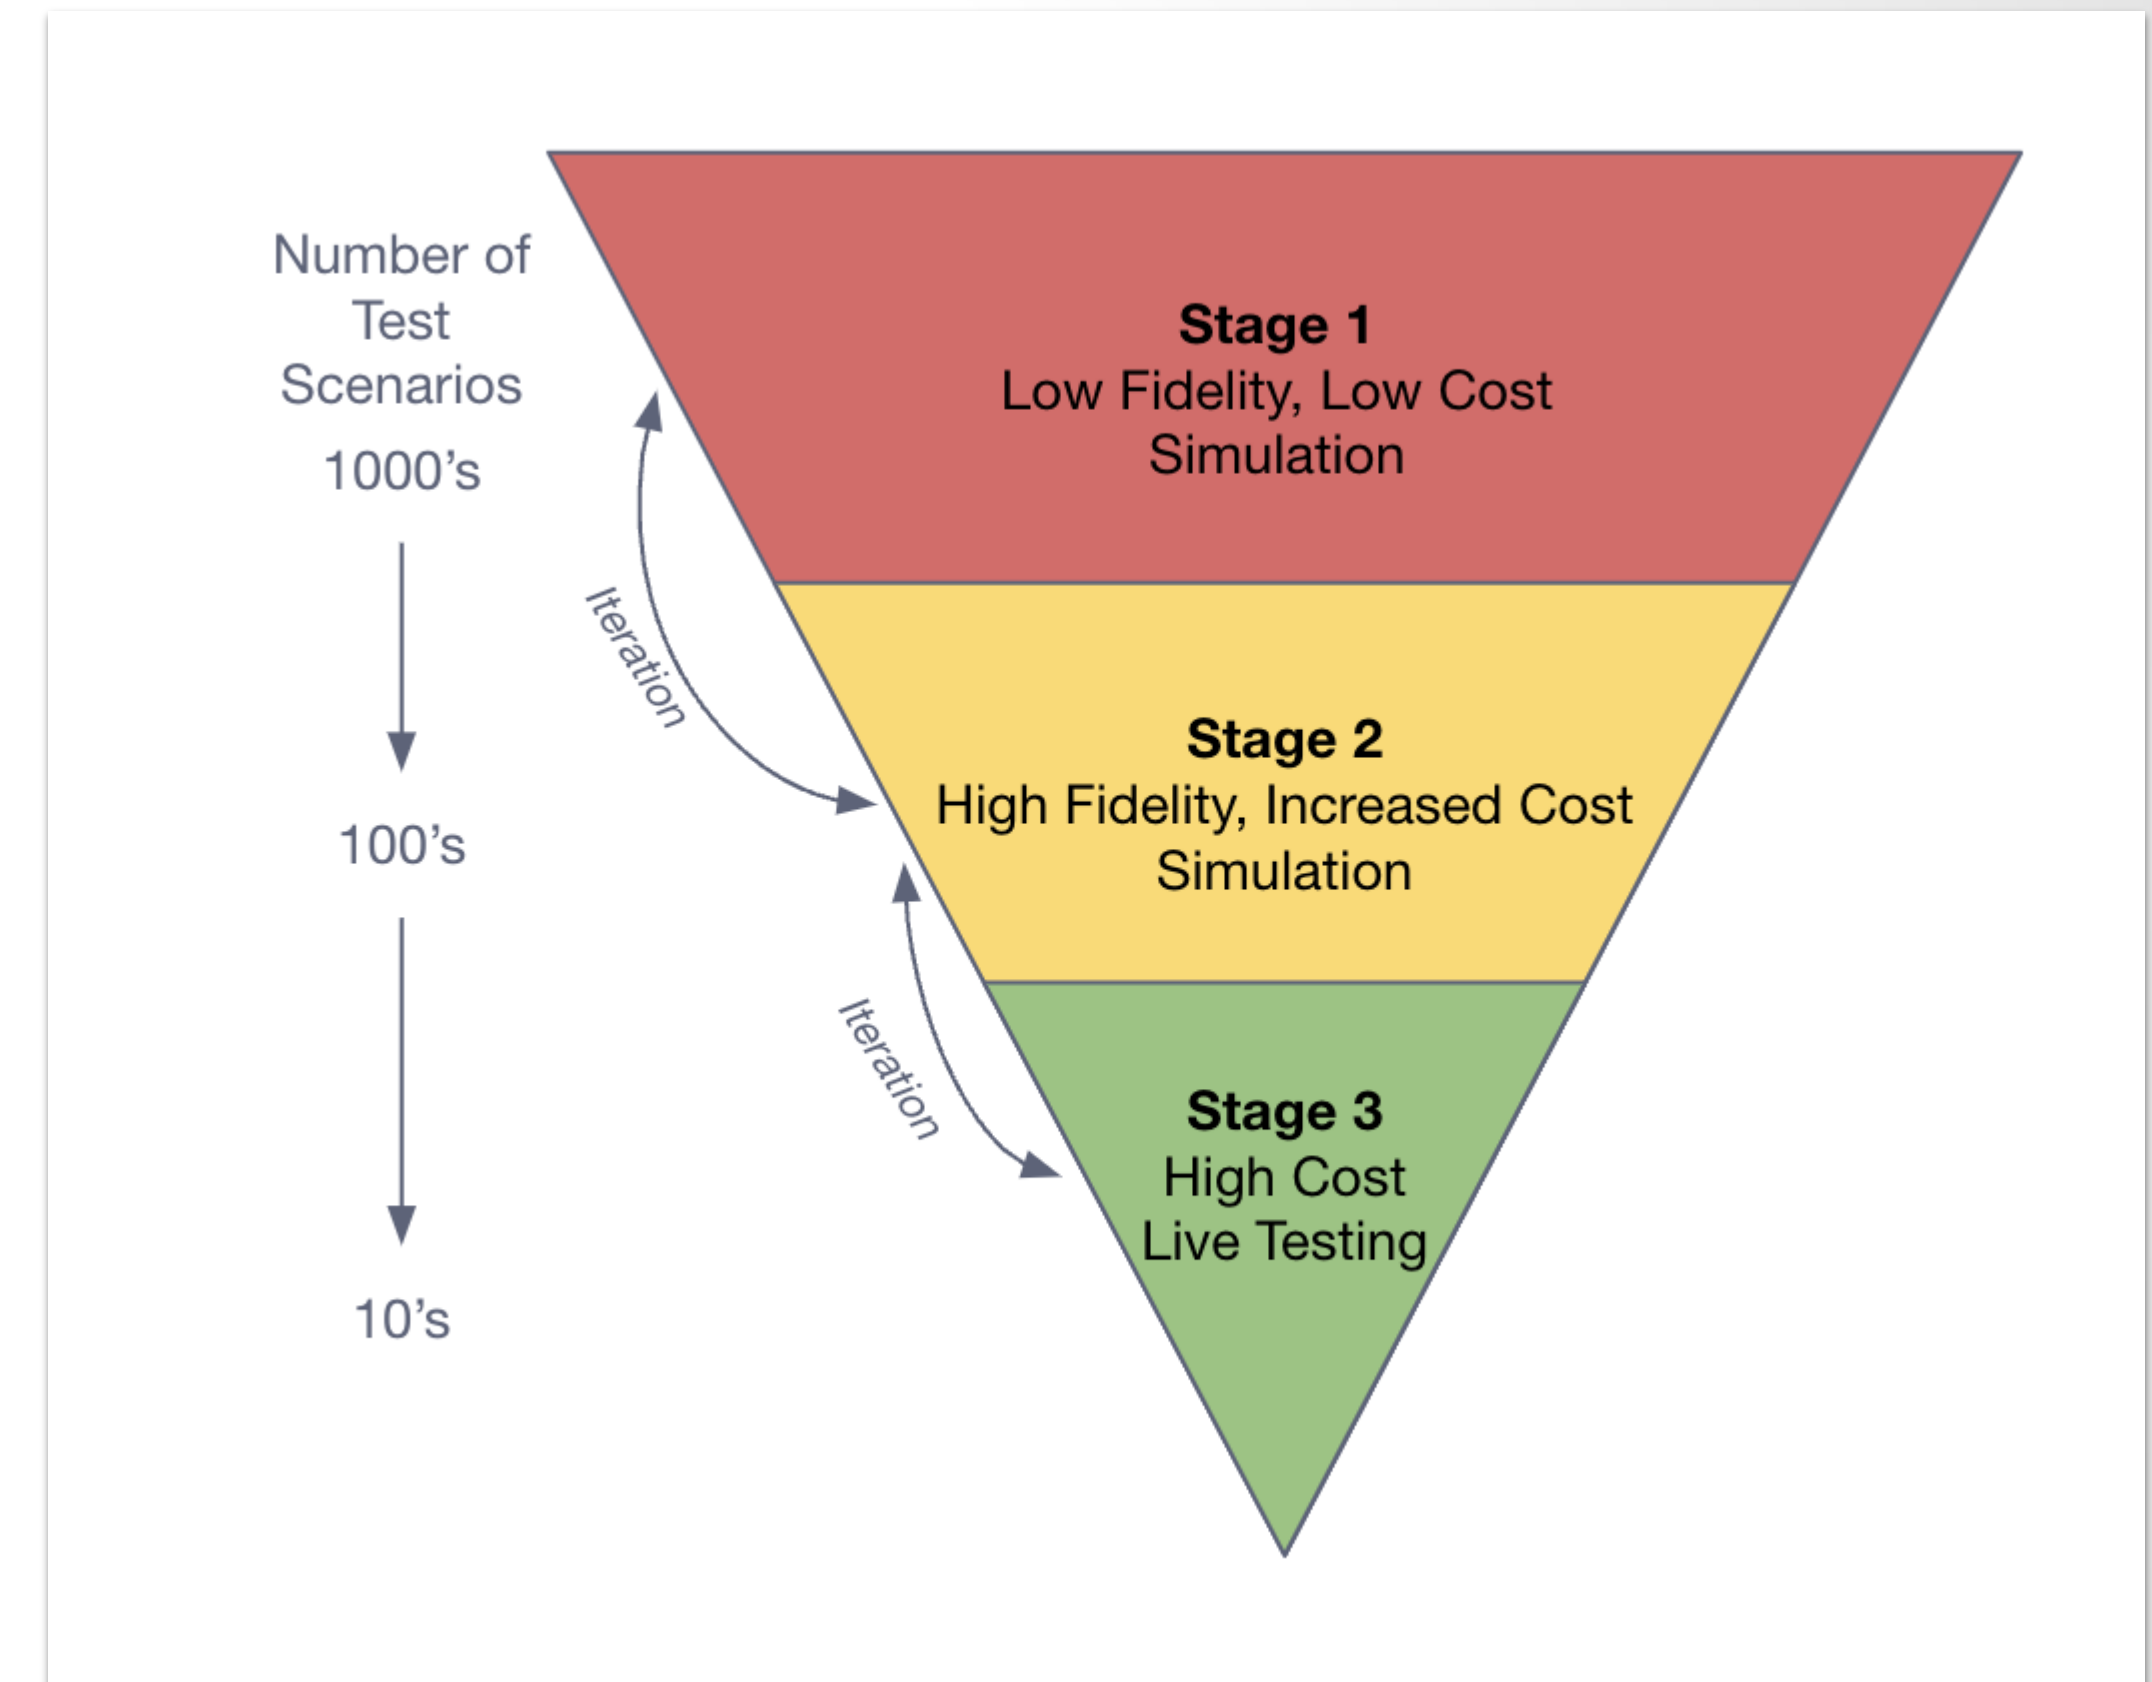 Number of
Test
Scenarios
1000's
100's
10's
Iteration
Iteration
Stage 1
Low Fidelity, Low Cost
Simulation
Stage 2
High Fidelity, Increased Cost
Simulation
Stage 3
High Cost
Live Testing